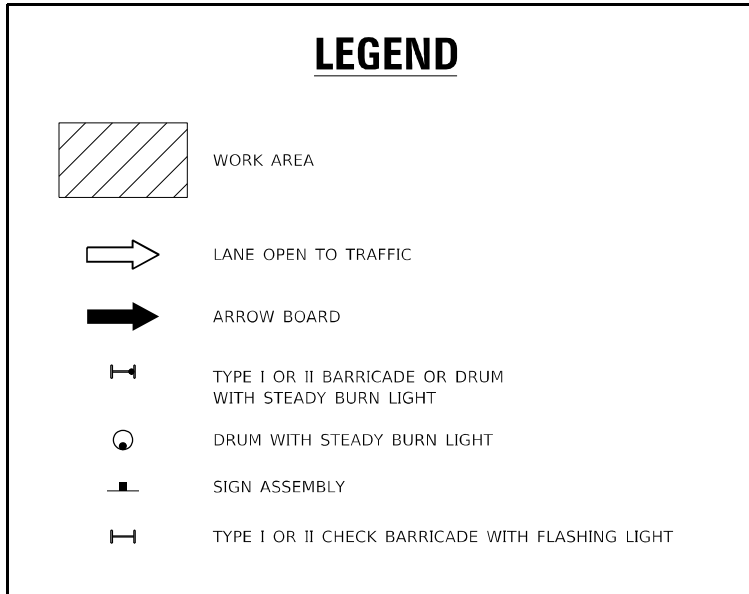 LEGEND
WORK AREA
LANE OPEN TO TRAFFIC
ARROW BOARD
TYPE I OR II BARRICADE OR DRUM
WITH STEADY BURN LIGHT
DRUM WITH STEADY BURN LIGHT
SIGN ASSEMBLY
TYPE I OR II CHECK BARRICADE WITH FLASHING LIGHT